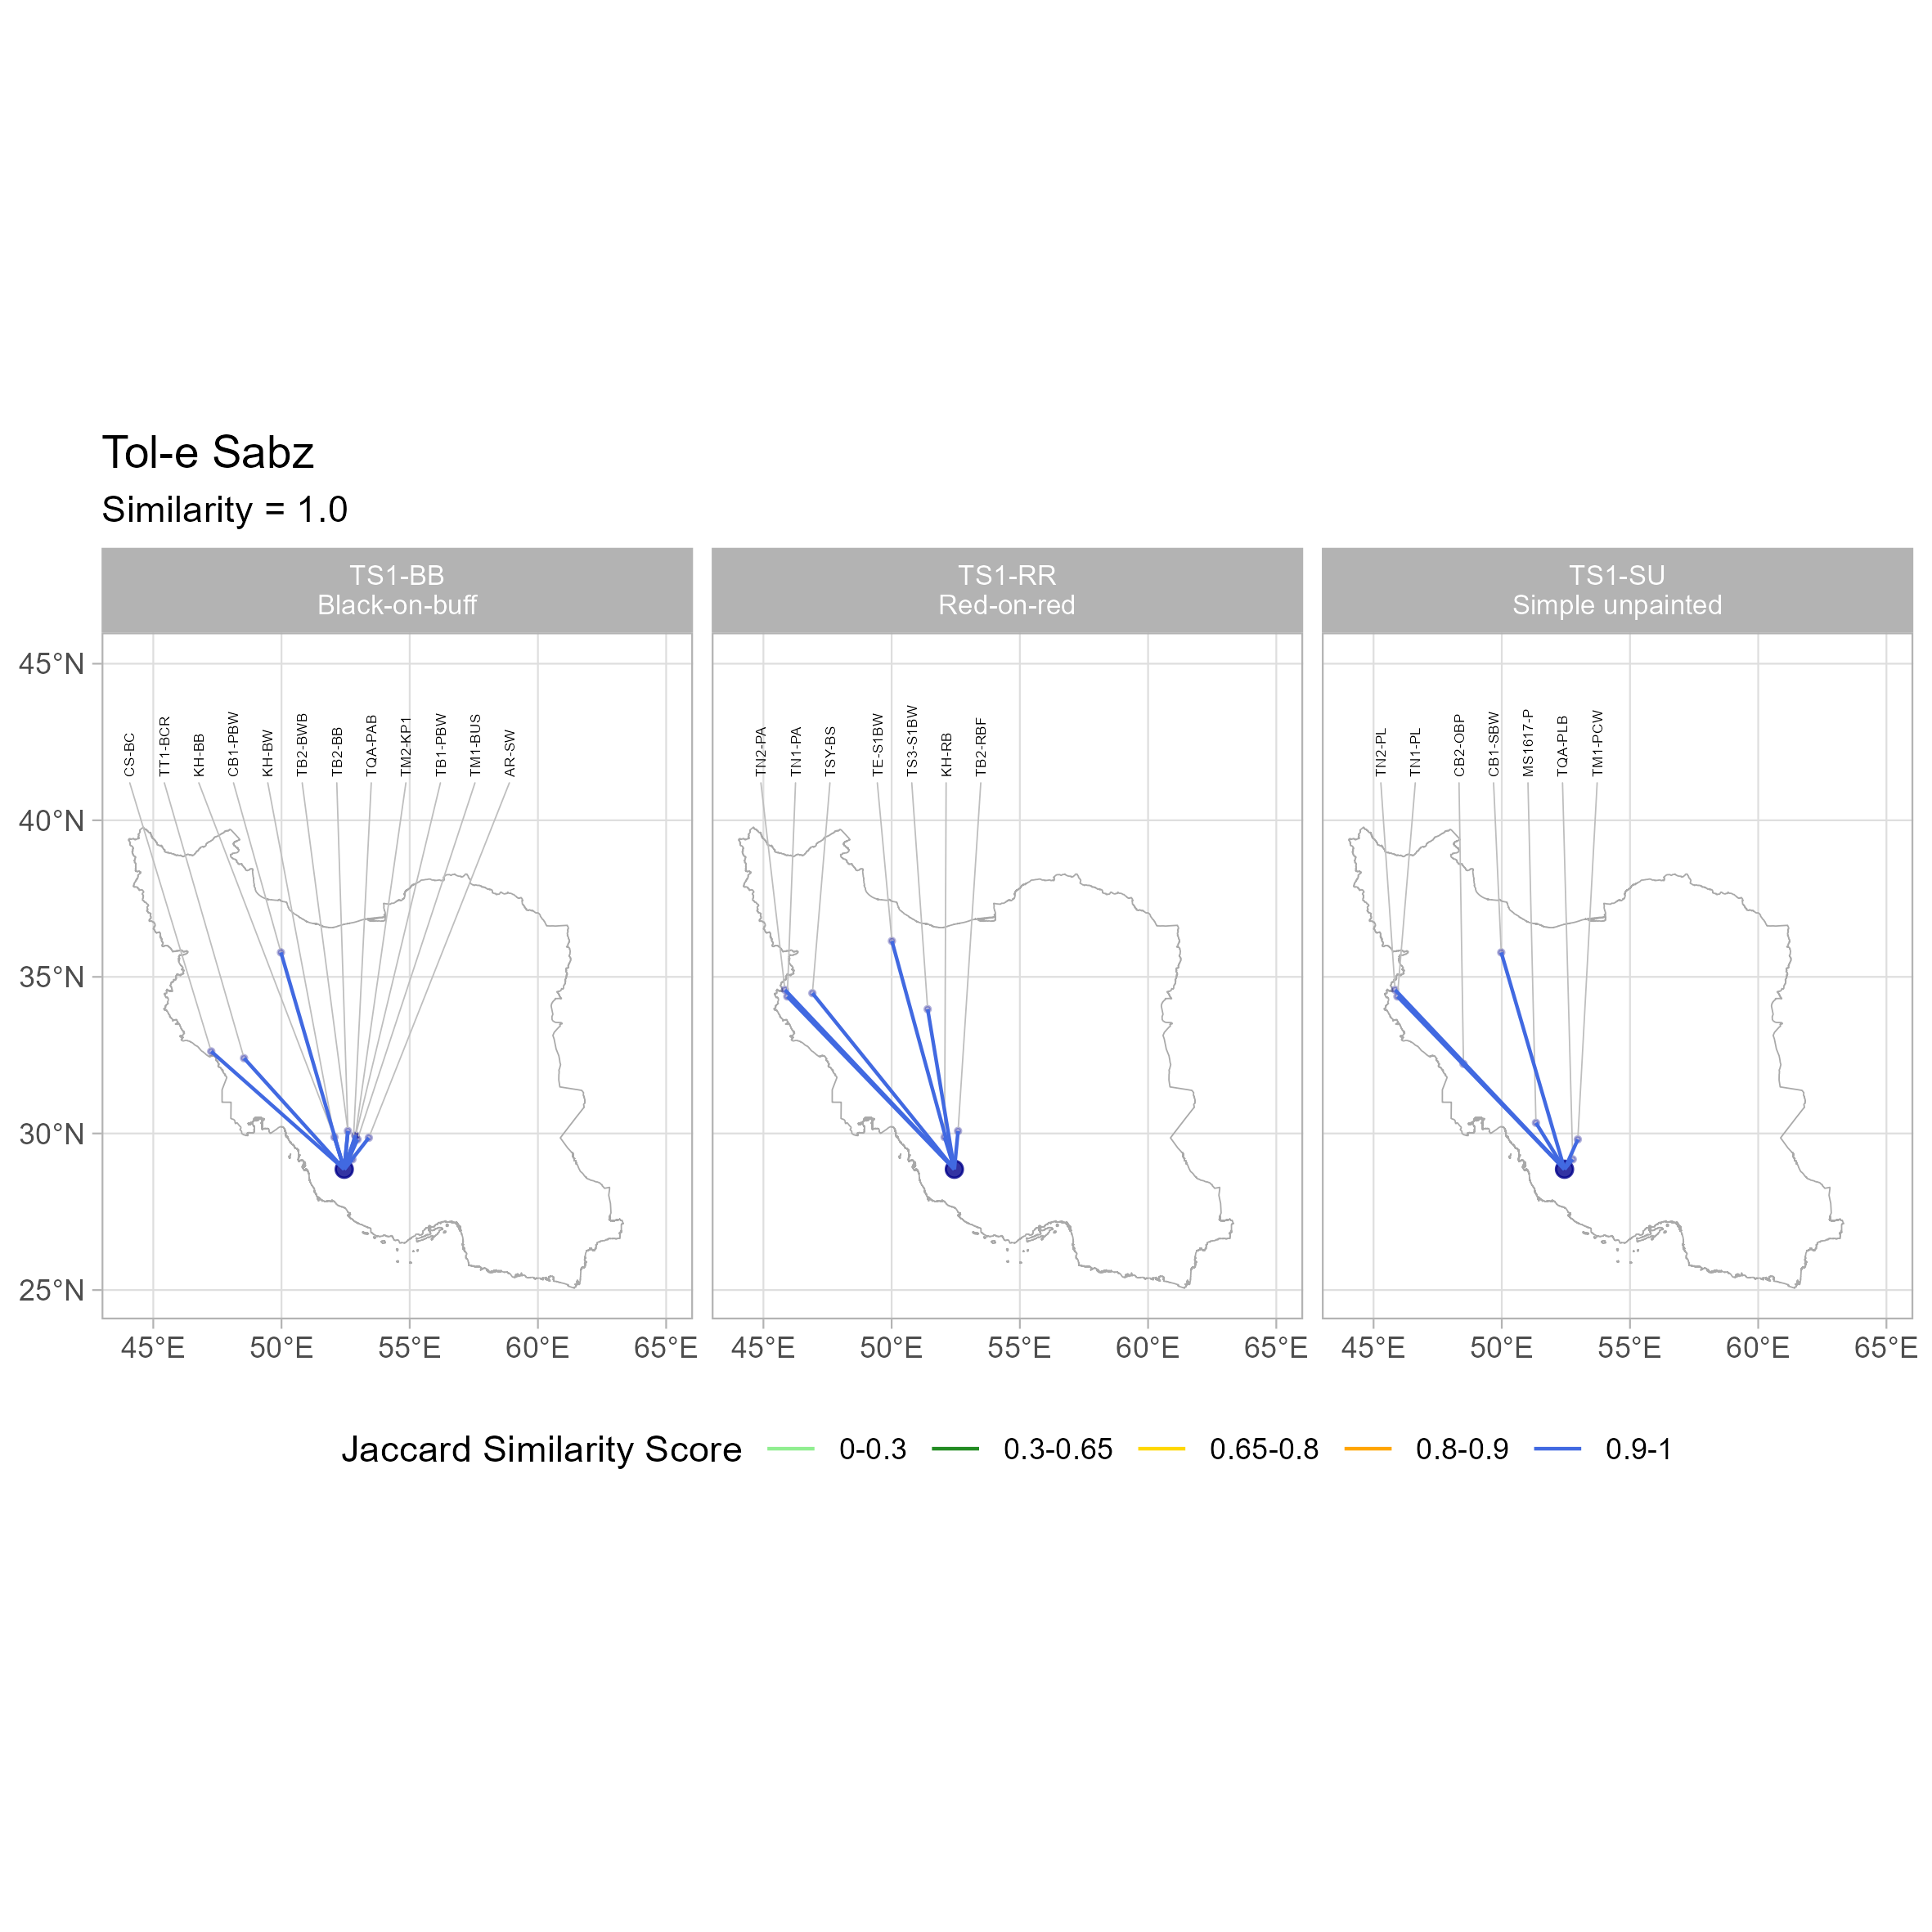 Tol-e Sabz
Similarity = 1.0
TS1-BB
Black-on-buff
TS1-RR
Red-on-red
TS1-SU
Simple unpainted
CS-BC
TT1-BCR
KH-BB
CB1-PBW
KH-BW
TB2-BWB
TB2-BB
TQA-PAB
TM2-KP1
TB1-PBW
TM1-BUS
AR-SW
TN2-PA
TN1-PA
TSY-BS
TE-S1BW
TS3-S1BW
KH-RB
TB2-RBF
TN2-PL
TN1-PL
CB2-OBP
CB1-SBW
MS1617-P
TQA-PLB
TM1-PCW
45°N
40°N
35°N
30°N
25°N
45°E 50°E 55°E 60°E 65°E
45°E 50°E 55°E 60°E 65°E
45°E 50°E 55°E 60°E 65°E
Jaccard Similarity Score 0-0.3 0.3-0.65 0.65-0.8 0.8-0.9 0.9-1